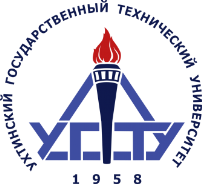 УХТИНСКИЙ ГОСУДАРСТВЕННЫЙ ТЕХНИЧЕСКИЙ УНИВЕРСИТЕТ
УГТУ
1958